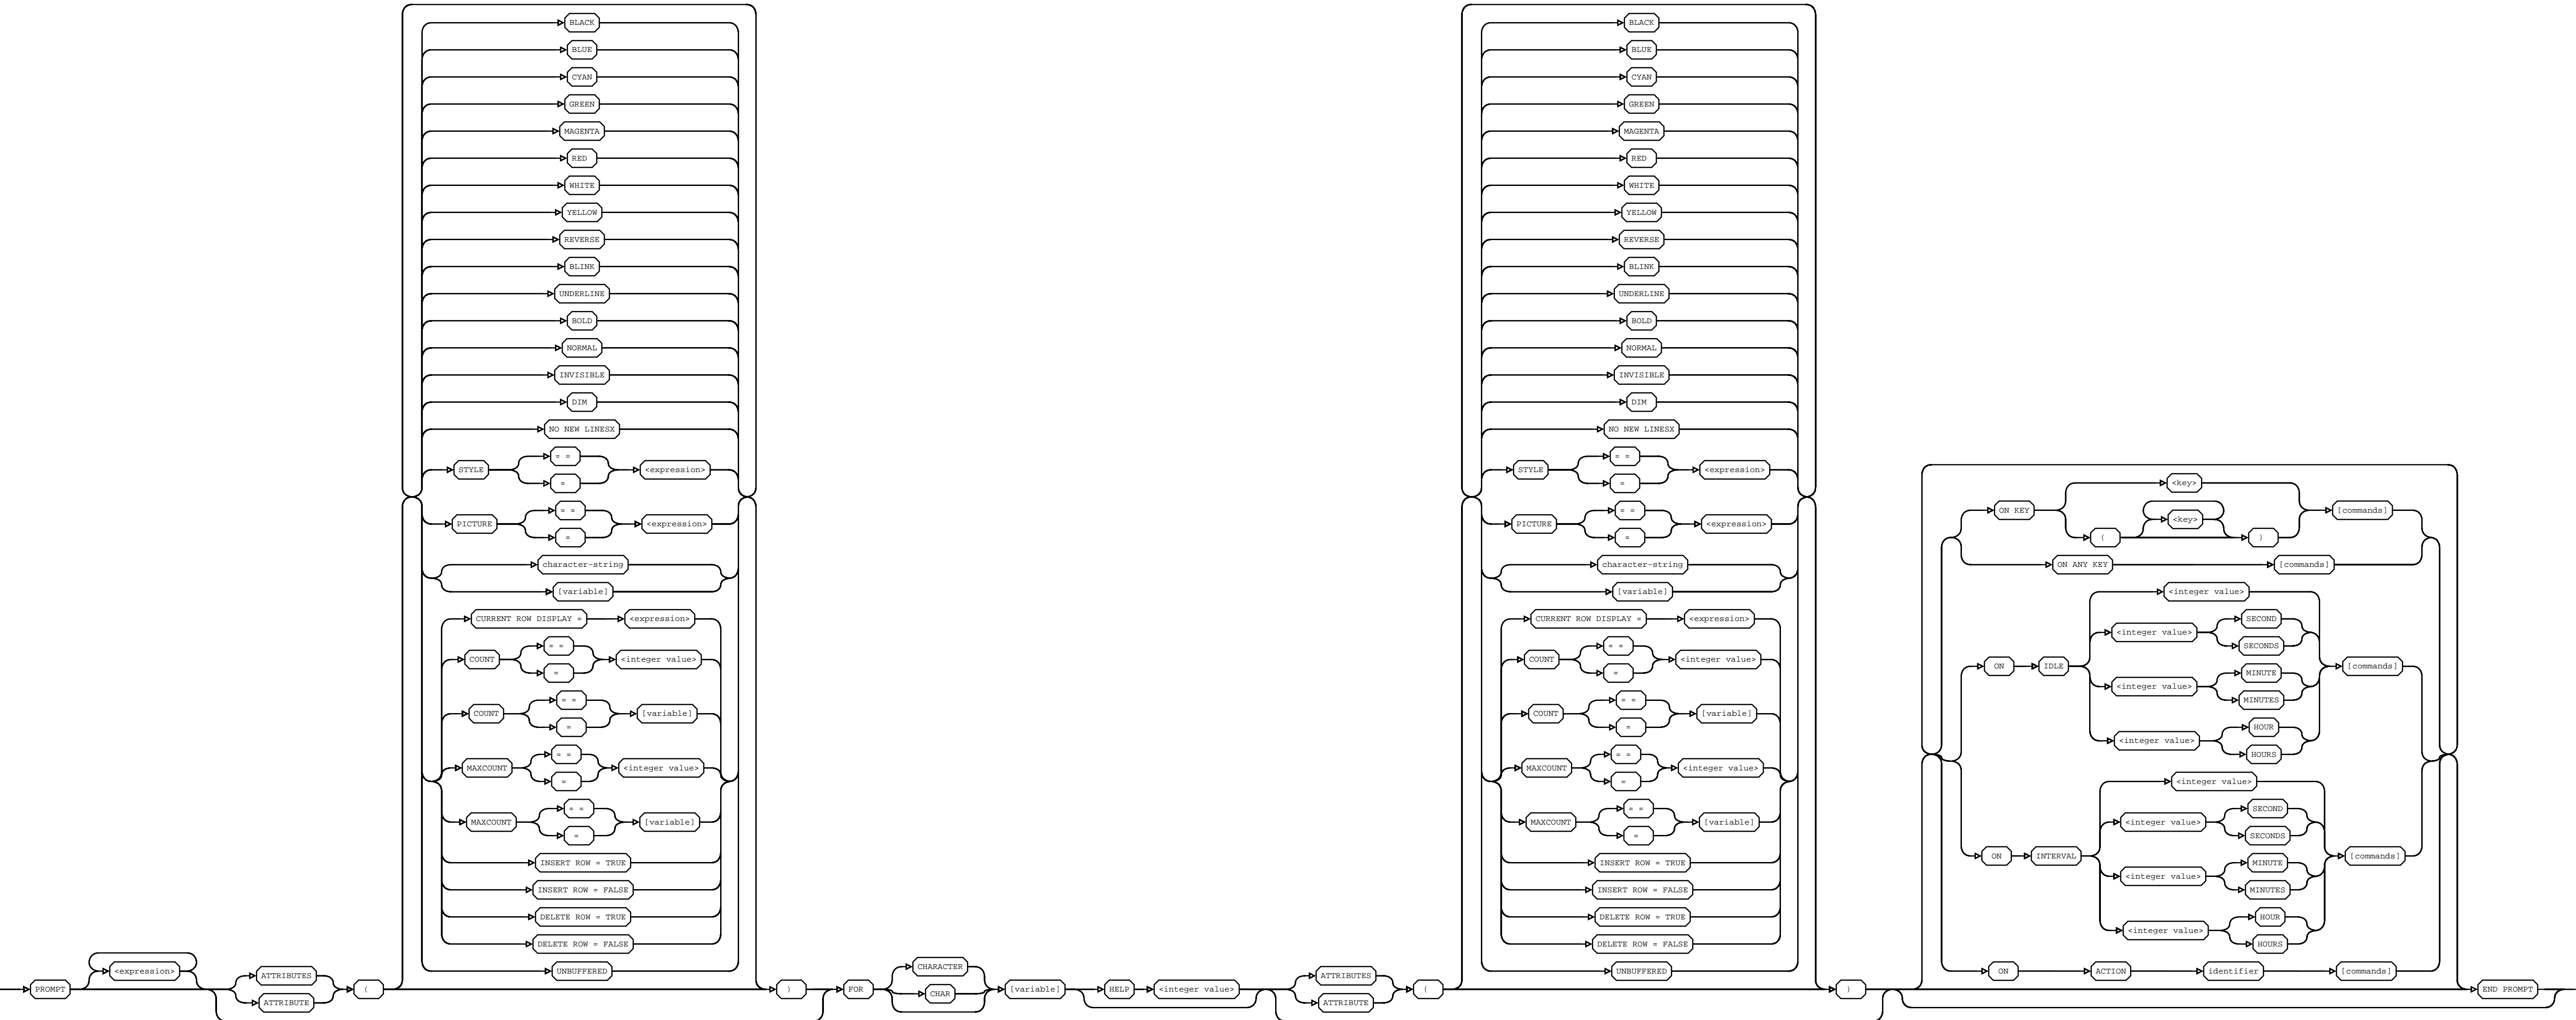 BLACK
BLUE
CYAN
GREEN
MAGENTA
RED
WHITE
YELLOW
REVERSE
BLINK
UNDERLINE
BOLD
NORMAL
INVISIBLE
DIM
NO NEW LINESX
STYLE = = = <expression>
PICTURE = = = <expression>
character-string
[variable]
CURRENT ROW DISPLAY = <expression>
COUNT = = = <integer value>
COUNT = = = [variable]
MAXCOUNT = = = <integer value>
MAXCOUNT = = = [variable]
INSERT ROW = TRUE
INSERT ROW = FALSE
DELETE ROW = TRUE
DELETE ROW = FALSE
UNBUFFERED
PROMPT <expression> ATTRIBUTES ATTRIBUTE ( )
FOR CHARACTER CHAR [variable] HELP <integer value> ATTRIBUTES ATTRIBUTE ( )
BLACK
BLUE
CYAN
GREEN
MAGENTA
RED
WHITE
YELLOW
REVERSE
BLINK
UNDERLINE
BOLD
NORMAL
INVISIBLE
DIM
NO NEW LINESX
STYLE = = = <expression>
PICTURE = = = <expression>
character-string
[variable]
CURRENT ROW DISPLAY = <expression>
COUNT = = = <integer value>
COUNT = = = [variable]
MAXCOUNT = = = <integer value>
MAXCOUNT = = = [variable]
INSERT ROW = TRUE
INSERT ROW = FALSE
DELETE ROW = TRUE
DELETE ROW = FALSE
UNBUFFERED
<key>
ON KEY ( <key> ) [commands]
ON ANY KEY [commands]
<integer value>
<integer value> SECOND SECONDS
ON IDLE [commands]
<integer value> MINUTE MINUTES
<integer value> HOUR HOURS
<integer value>
<integer value> SECOND SECONDS
ON INTERVAL [commands]
<integer value> MINUTE MINUTES
<integer value> HOUR HOURS
ON ACTION identifier [commands]
END PROMPT